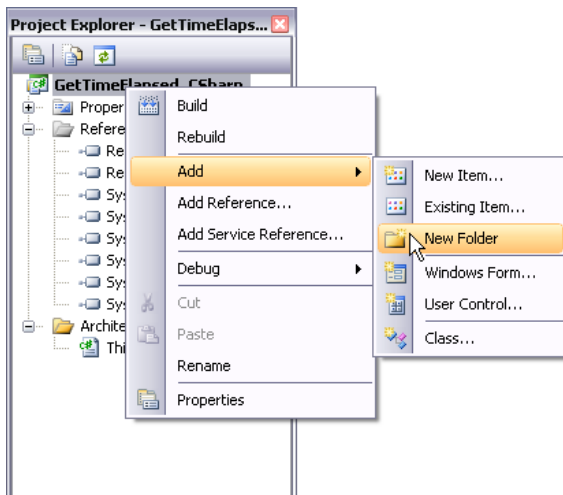 Project Explorer - GetTimeElaps...
GetTimeElapsed_CSharp
Proper
Refere
Re
Re
Sys
Sys
Sys
Sys
Sys
Sys
Archite
Thi
Build
Rebuild
Add
Add Reference...
Add Service Reference...
Debug
Cut
Paste
Rename
Properties
New Item...
Existing Item...
New Folder
Windows Form...
User Control...
Class...